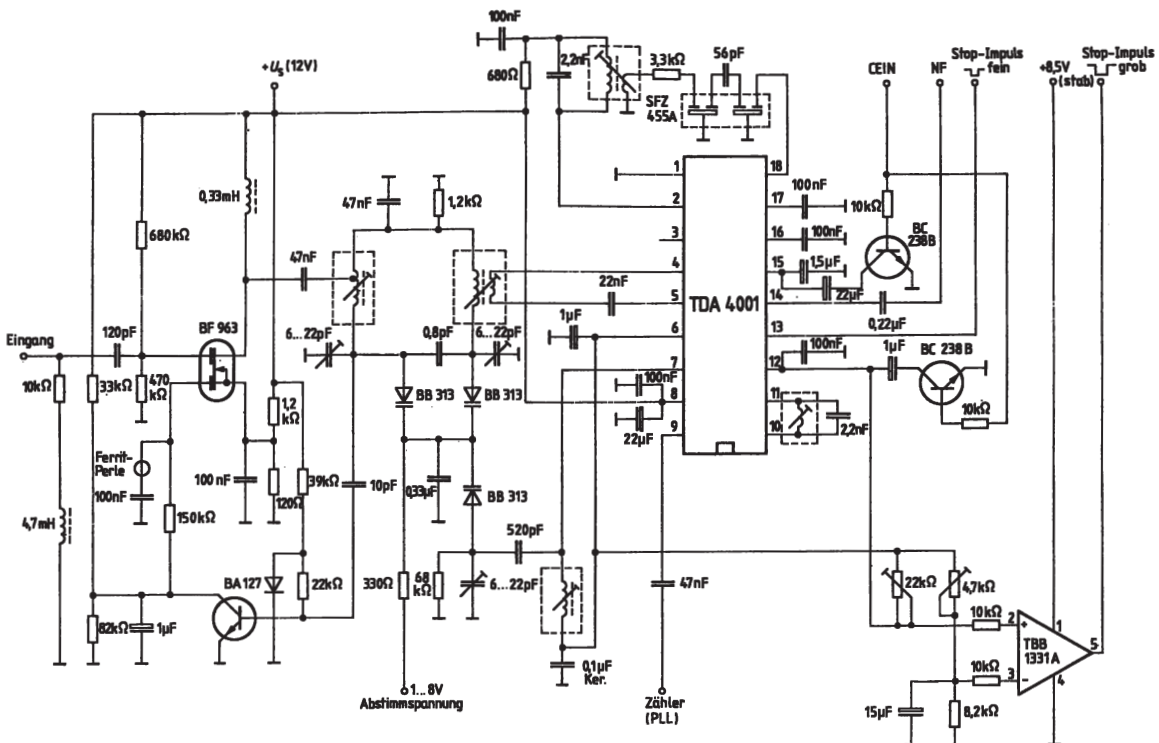 100nF
+Us (12V)
680Ω
2,2nF
3,3kΩ
56pF
SFZ
455A
CEIN
NF
Stop-Impuls
fein
+8,5V
(stab)
Stop-Impuls
grob
0,33mH
680kΩ
47nF
1,2kΩ
1
2
3
4
5
6
7
8
9
18
17
16
15
14
13
12
11
10
TDA 4001
100nF
100nF
10kΩ
BC
238B
1,5µF
22µF
0,22µF
47nF
22nF
1µF
Eingang
120pF
BF 963
6...22pF
0,8pF
6...22pF
100nF
1µF
BC 238B
10kΩ
10kΩ
33kΩ
470
kΩ
1,2
kΩ
BB 313
BB 313
100nF
22µF
2,2nF
Ferrit-
Perle
100nF
100nF
120Ω
39kΩ
10pF
0,33µF
BB 313
4,7mH
150kΩ
520pF
BA 127
22kΩ
330Ω
68
kΩ
6...22pF
47nF
22kΩ
4,7kΩ
82kΩ
1µF
10kΩ
2
+
1
TBB
1331A
5
10kΩ
3
-
4
0,1µF
Ker.
1...8V
Abstimmspannung
Zähler
(PLL)
15µF
8,2kΩ